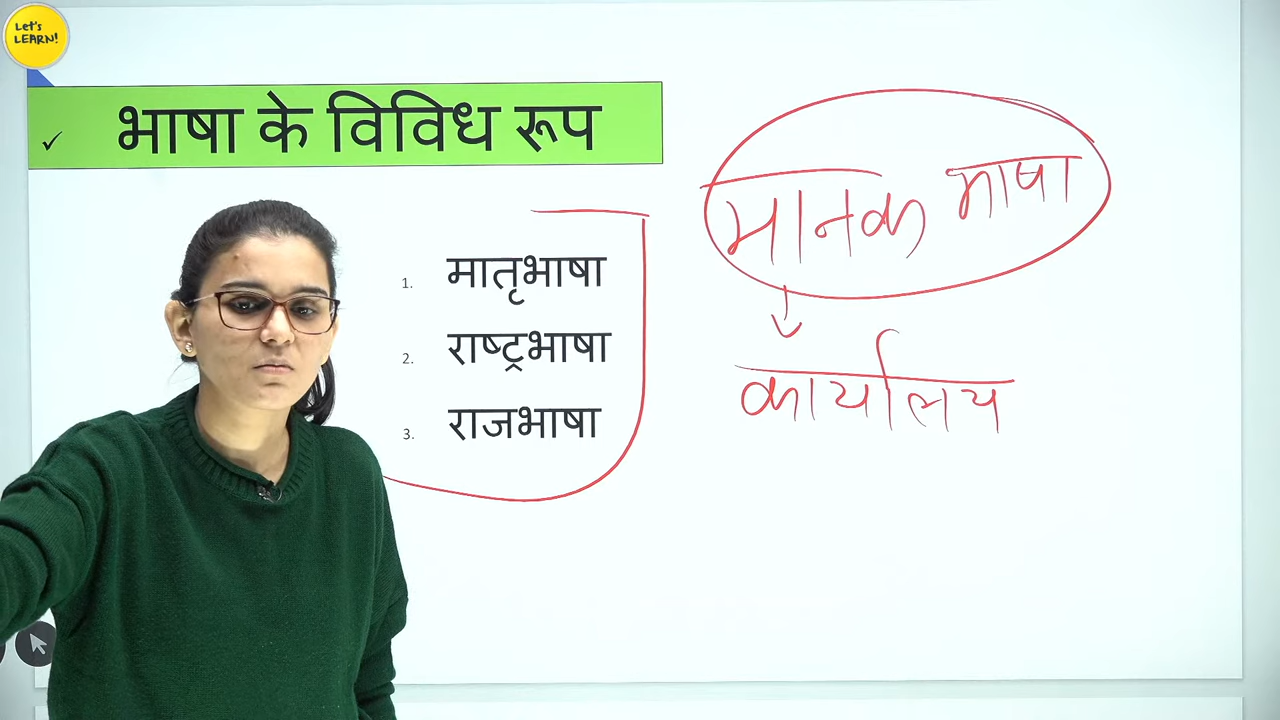 Let's
LEARN!
✓ भाषा के विविध रूप
1. मातृभाषा
2. राष्ट्रभाषा
3. राजभाषा
मानक भाषा
कार्यालय